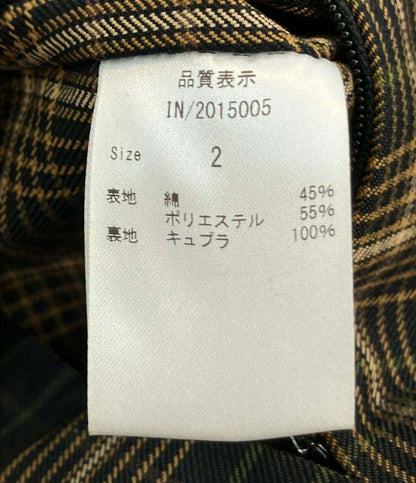 品質表示
IN/2015005
Size 2
表地 綿 45%
ポリエステル 55%
裏地 キュプラ 100%